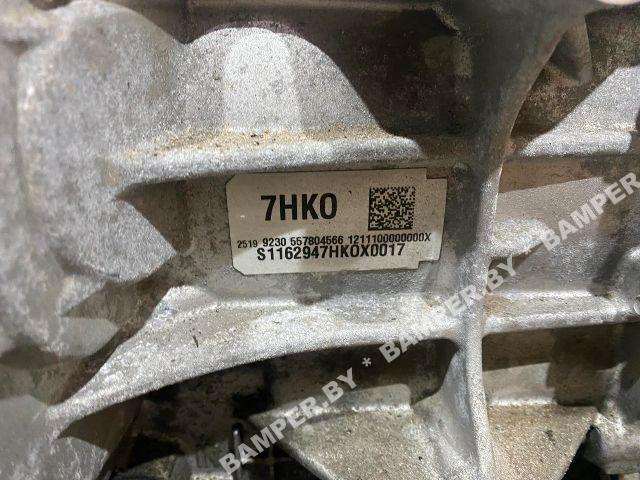 7HK0
2519 9230 557804566 1211100000000X
S1162947HK0X0017
BAMPER.BY * BAMPER.BY - BAMPER.BY